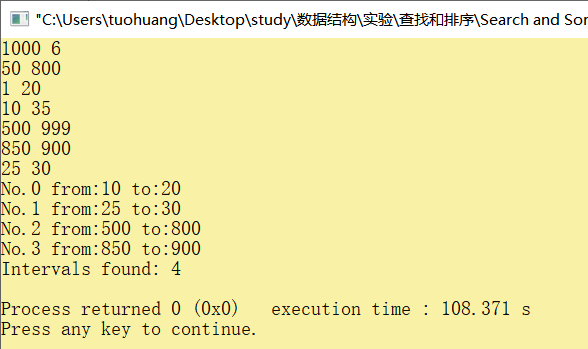 "C:\Users\tuohuang\Desktop\study\数据结构\实验\查找和排序\Search and Sor
1000 6
50 800
1 20
10 35
500 999
850 900
25 30
No.0 from:10 to:20
No.1 from:25 to:30
No.2 from:500 to:800
No.3 from:850 to:900
Intervals found: 4
Process returned 0 (0x0)   execution time : 108.371 s
Press any key to continue.